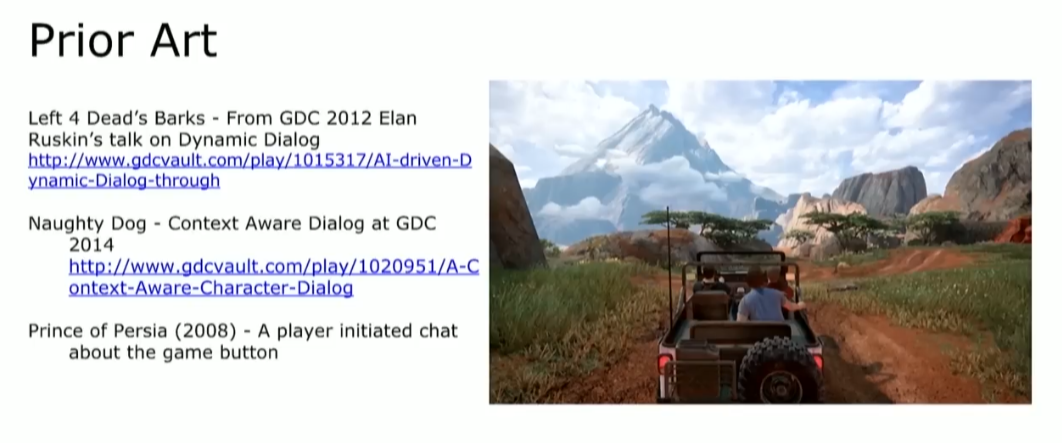 Prior Art
Left 4 Dead's Barks - From GDC 2012 Elan
Ruskin's talk on Dynamic Dialog
http://www.gdcvault.com/play/1015317/AI-driven-D
ynamic-Dialog-through
Naughty Dog - Context Aware Dialog at GDC
2014
http://www.gdcvault.com/play/1020951/A-C
ontext-Aware-Character-Dialog
Prince of Persia (2008) - A player initiated chat
about the game button